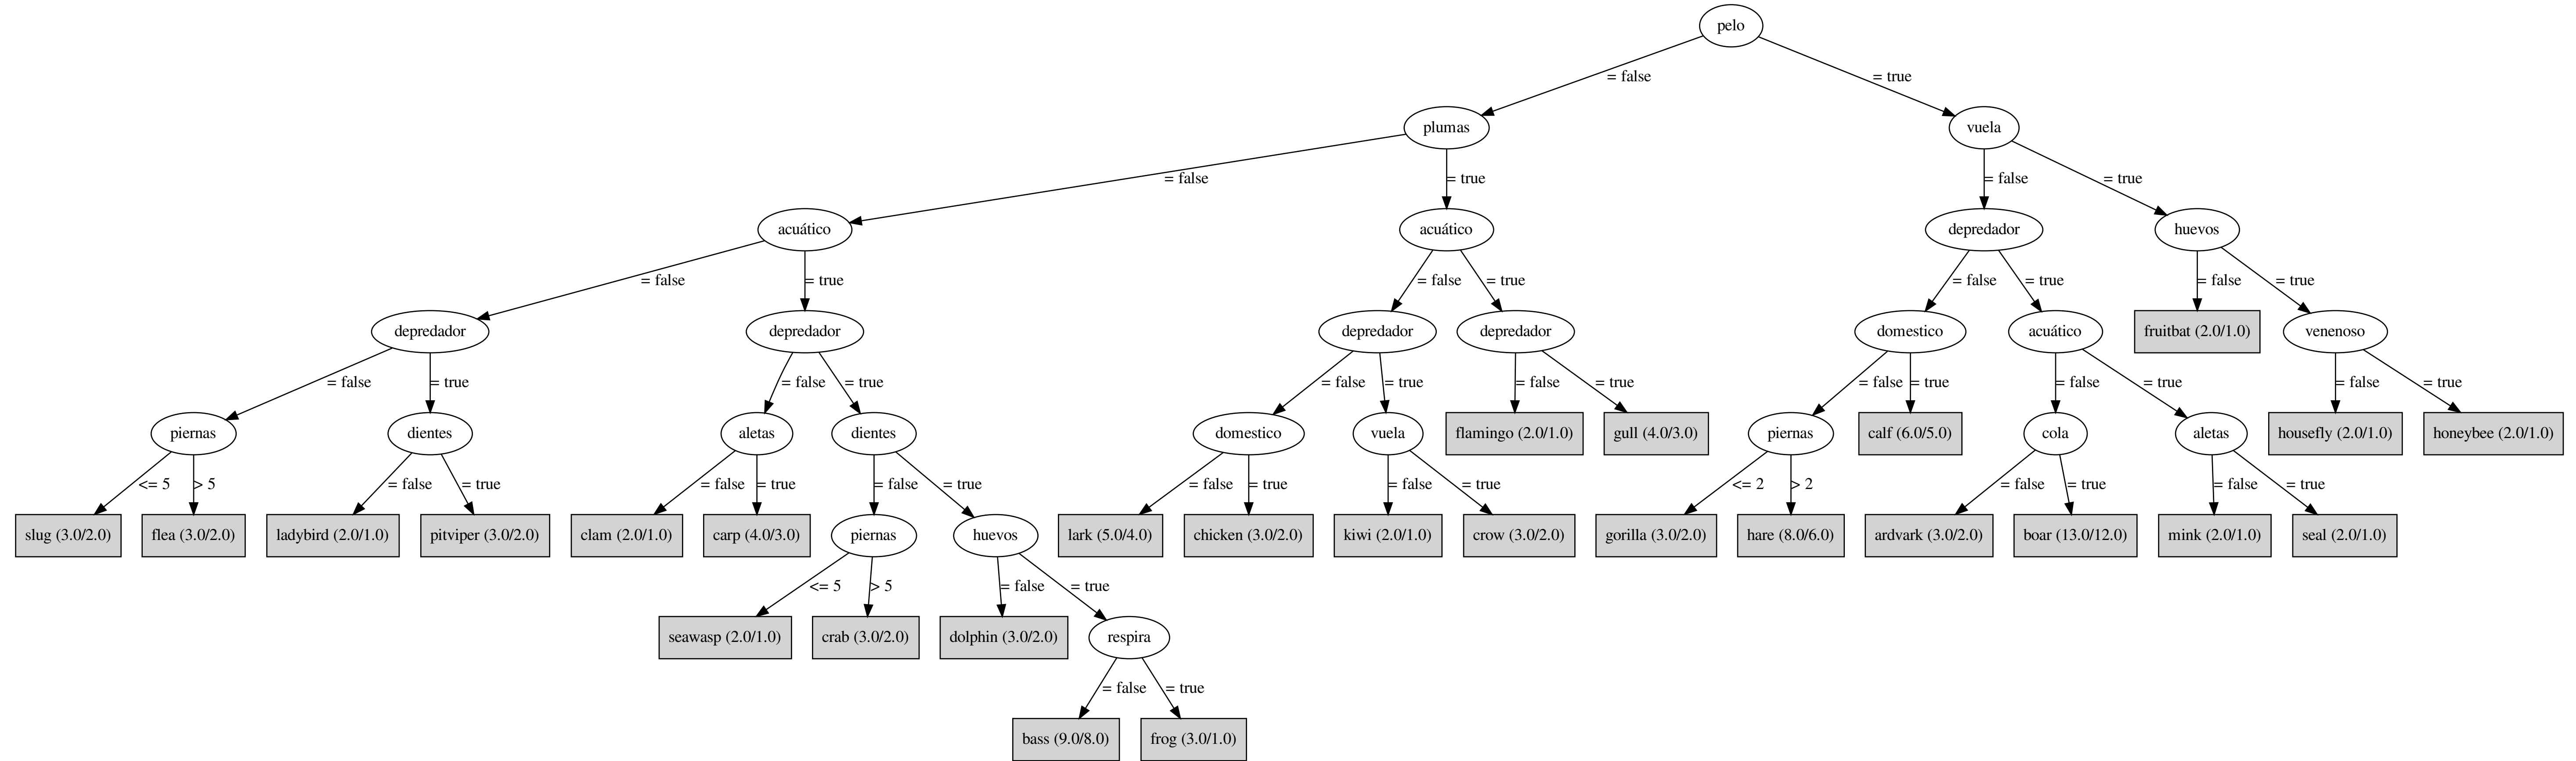 pelo
= false
= true
plumas
vuela
= false
= true
= false
= true
acuático
acuático
depredador
huevos
= false
= true
= false
= true
= false
= true
= false
= true
depredador
depredador
depredador
depredador
domestico
acuático
fruitbat (2.0/1.0)
venenoso
= false
= true
= false
= true
= false
= true
= false
= true
= false
= true
= false
= true
= false
= true
piernas
dientes
aletas
dientes
domestico
vuela
flamingo (2.0/1.0)
gull (4.0/3.0)
piernas
calf (6.0/5.0)
cola
aletas
housefly (2.0/1.0)
honeybee (2.0/1.0)
<= 5
> 5
= false
= true
= false
= true
= false
= true
= false
= true
= false
= true
<= 2
> 2
= false
= true
= false
= true
slug (3.0/2.0)
flea (3.0/2.0)
ladybird (2.0/1.0)
pitviper (3.0/2.0)
clam (2.0/1.0)
carp (4.0/3.0)
piernas
huevos
lark (5.0/4.0)
chicken (3.0/2.0)
kiwi (2.0/1.0)
crow (3.0/2.0)
gorilla (3.0/2.0)
hare (8.0/6.0)
ardvark (3.0/2.0)
boar (13.0/12.0)
mink (2.0/1.0)
seal (2.0/1.0)
<= 5
> 5
= false
= true
seawasp (2.0/1.0)
crab (3.0/2.0)
dolphin (3.0/2.0)
respira
= false
= true
bass (9.0/8.0)
frog (3.0/1.0)